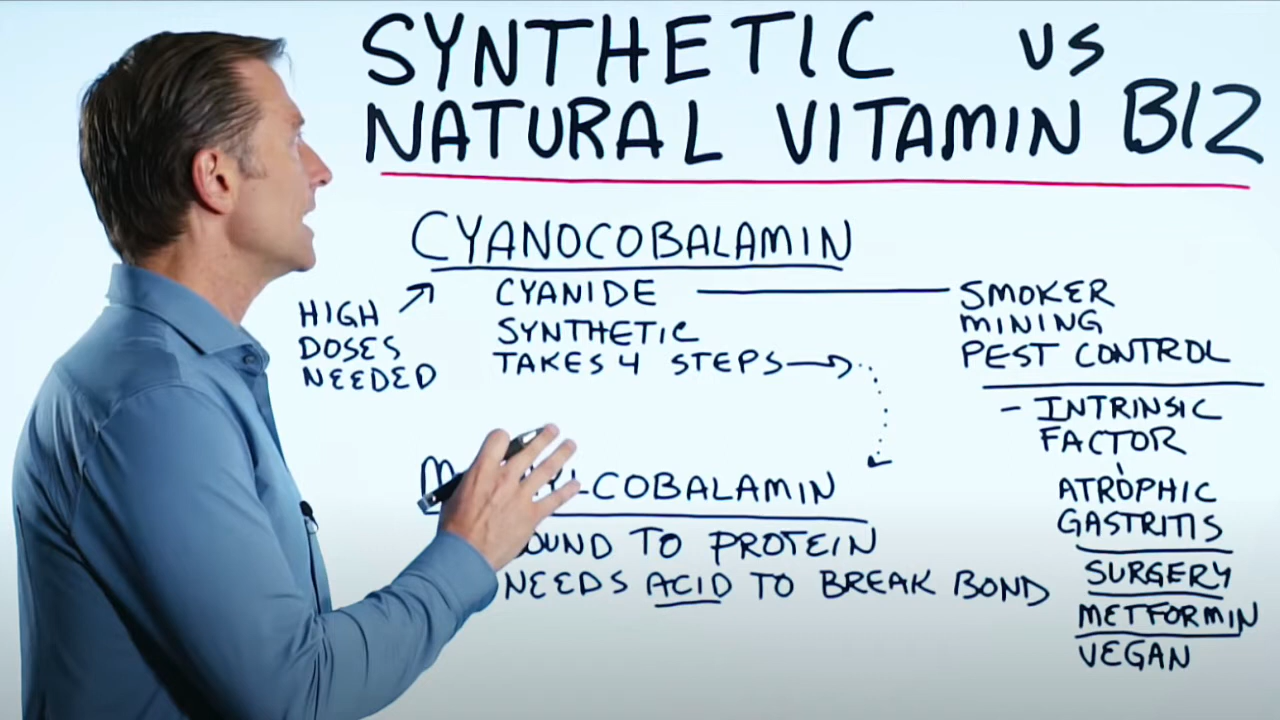 SYNTHETIC VS
NATURAL VITAMIN B12
CYANOCOBALAMIN
HIGH
DOSES
NEEDED
CYANIDE
SYNTHETIC
TAKES 4 STEPS
SMOKER
MINING
PEST CONTROL
- INTRINSIC
FACTOR
ATROPHIC
GASTRITIS
SURGERY
METFORMIN
VEGAN
TO PROTEIN
NEEDS ACID TO BREAK BOND